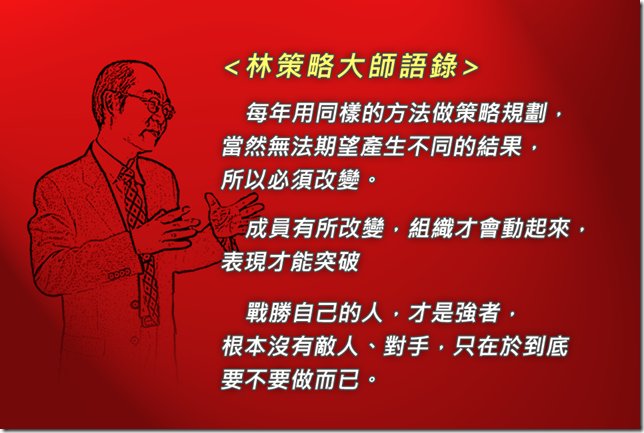 <林策略大師語錄>
每年用同樣的方法做策略規劃，
當然無法期望產生不同的結果，
所以必須改變。
成員有所改變，組織才會動起來，
表現才能突破
戰勝自己的人，才是強者，
根本沒有敵人、對手，只在於到底
要不要做而已。